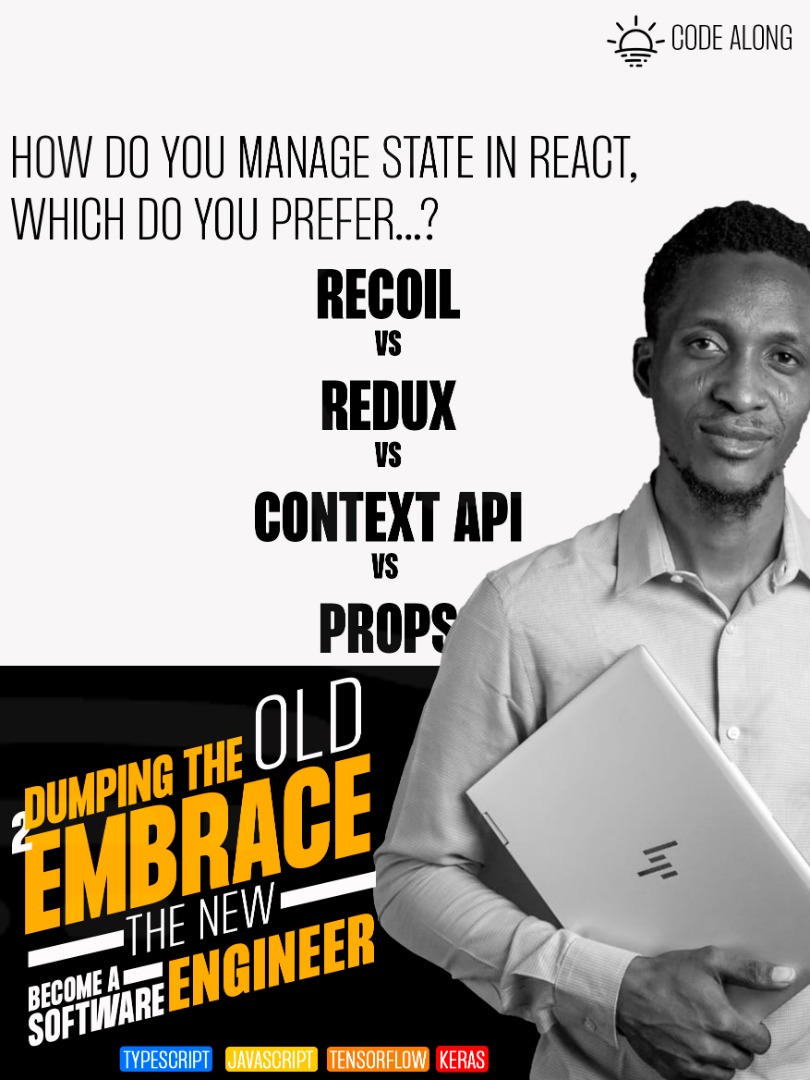 CODE ALONG
HOW DO YOU MANAGE STATE IN REACT,
WHICH DO YOU PREFER...?
RECOIL
VS
REDUX
VS
CONTEXT API
VS
PROPS
DUMPING THE OLD
2
EMBRACE
THE NEW
BECOME A
SOFTWARE ENGINEER
TYPESCRIPT JAVASCRIPT TENSORFLOW KERAS